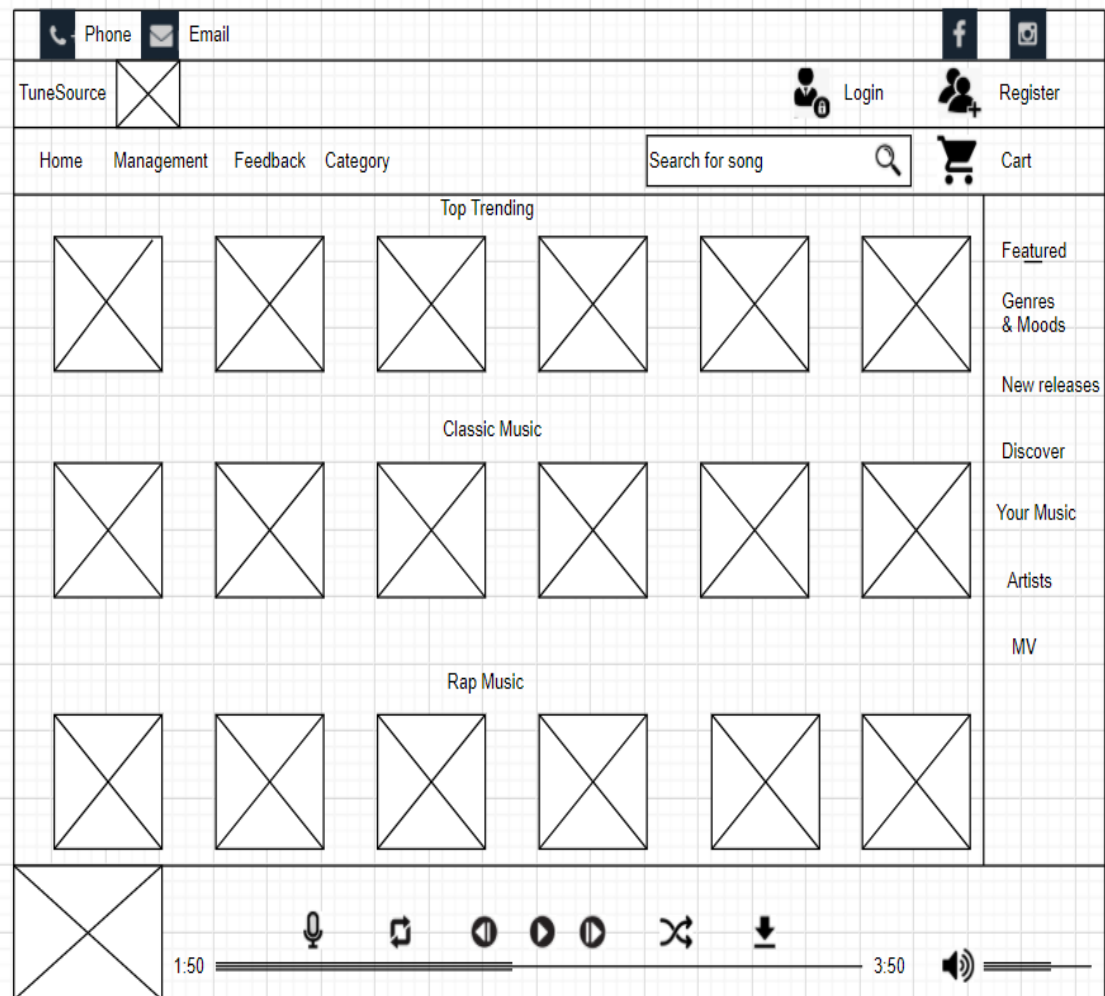 Phone
Email
TuneSource
Login
Register
Home
Management
Feedback
Category
Search for song
Cart
Top Trending
Featured
Genres
& Moods
New releases
Classic Music
Discover
Your Music
Artists
MV
Rap Music
1:50
3:50